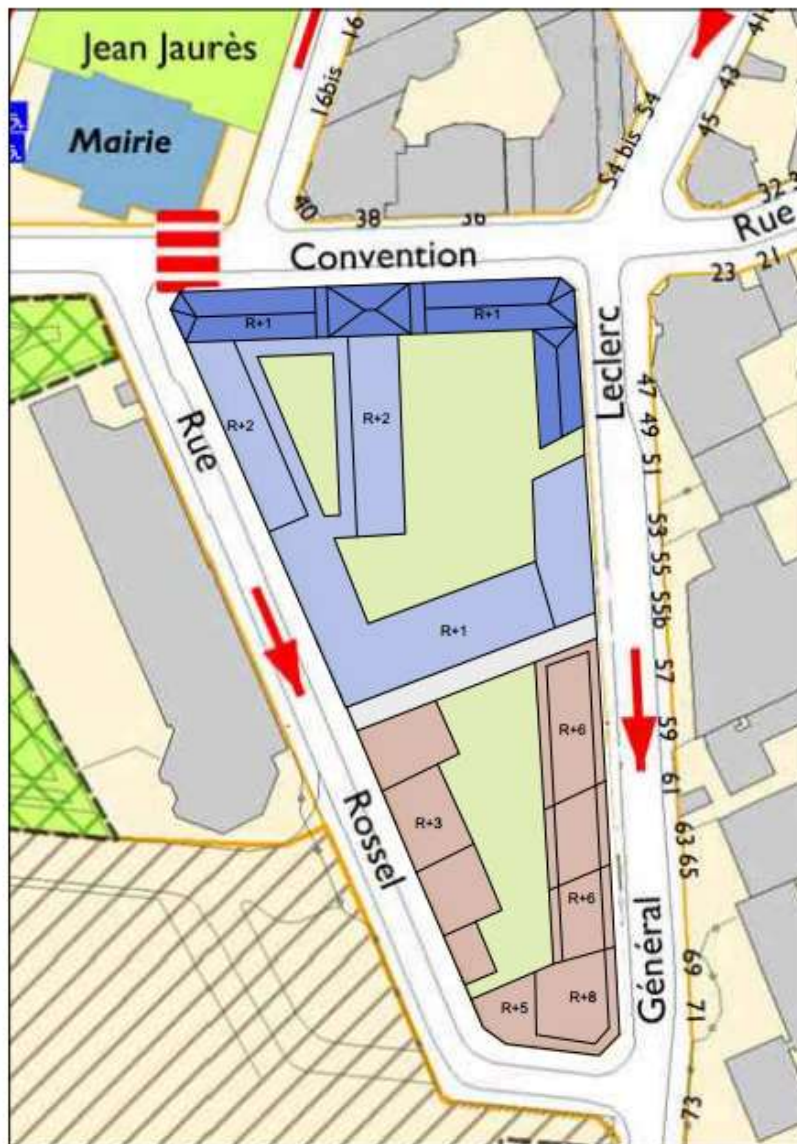 Jean Jaurès
Mairie
16
16bis
54
54 bis
41
43
45
40
38
36
32
Rue
Convention
23
21
R+1
R+1
Leclerc
47
49
51
Rue
R+2
R+2
53
55
55b
R+1
57
59
R+6
61
Rossel
R+3
63
65
R+6
Général
69
R+5
R+8
71
73